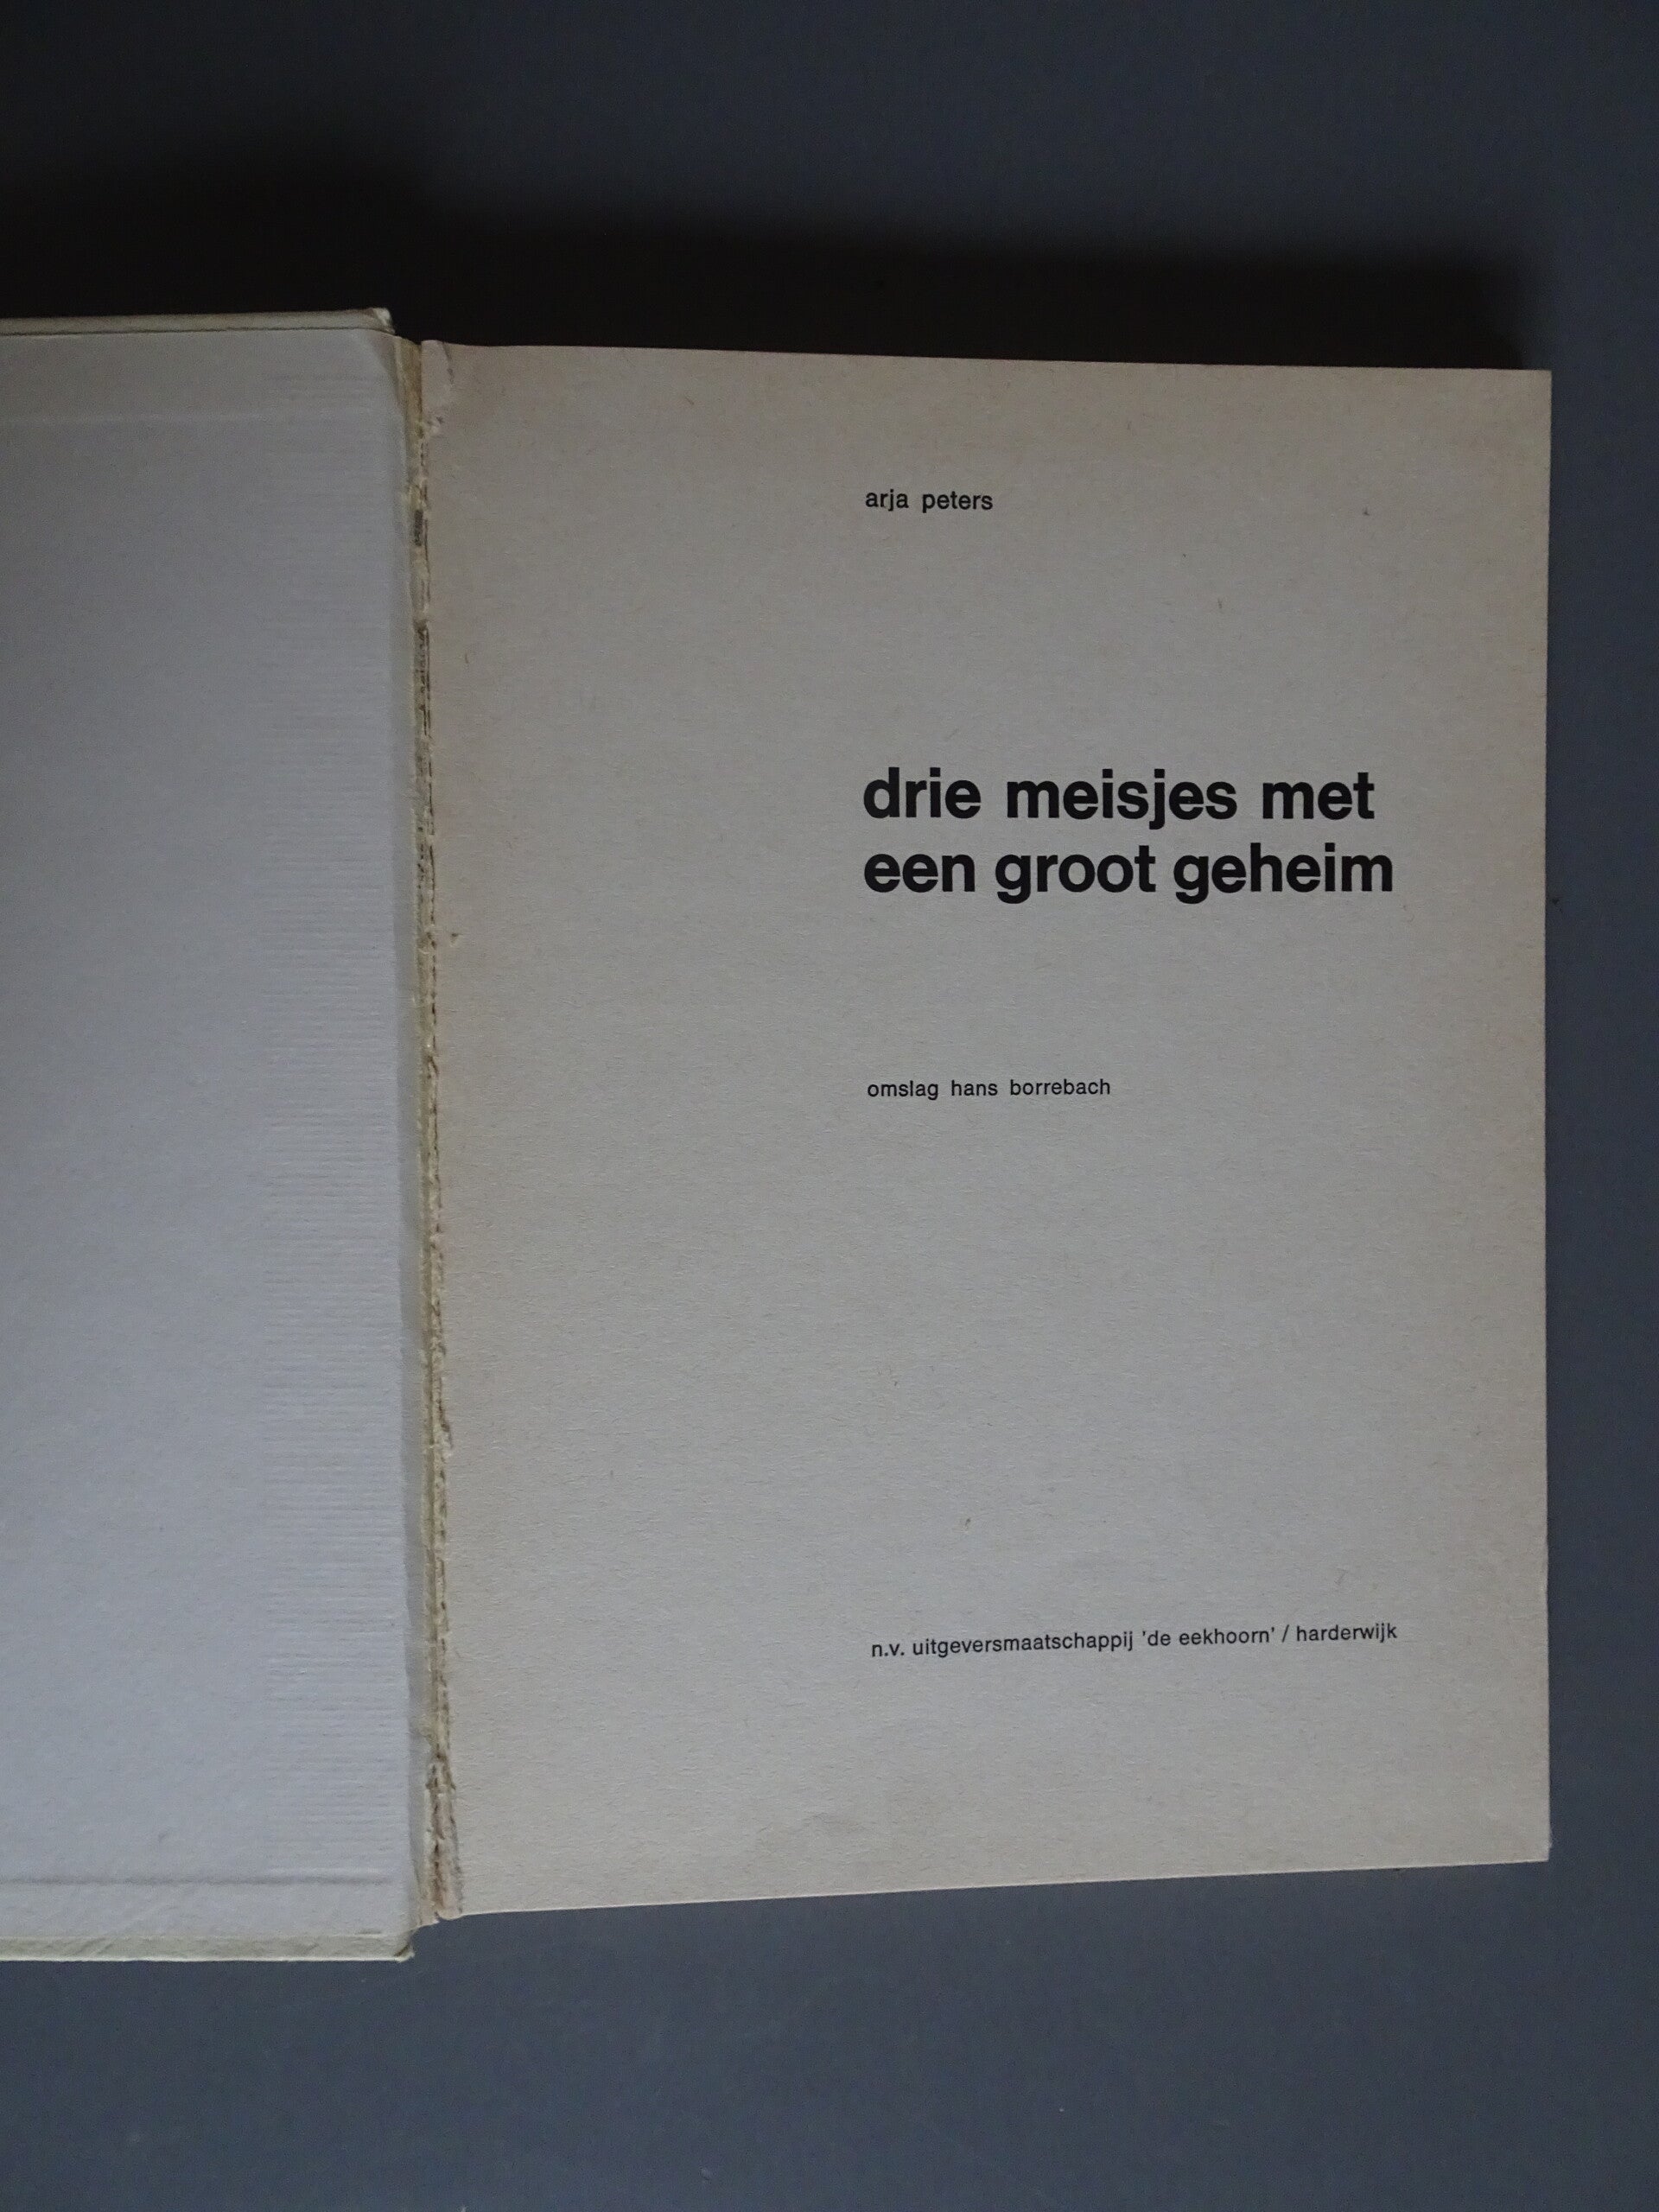 arja peters
drie meisjes met
een groot geheim
omslag hans borrebach
n.v. uitgeversmaatschappij 'de eekhoorn' / harderwijk